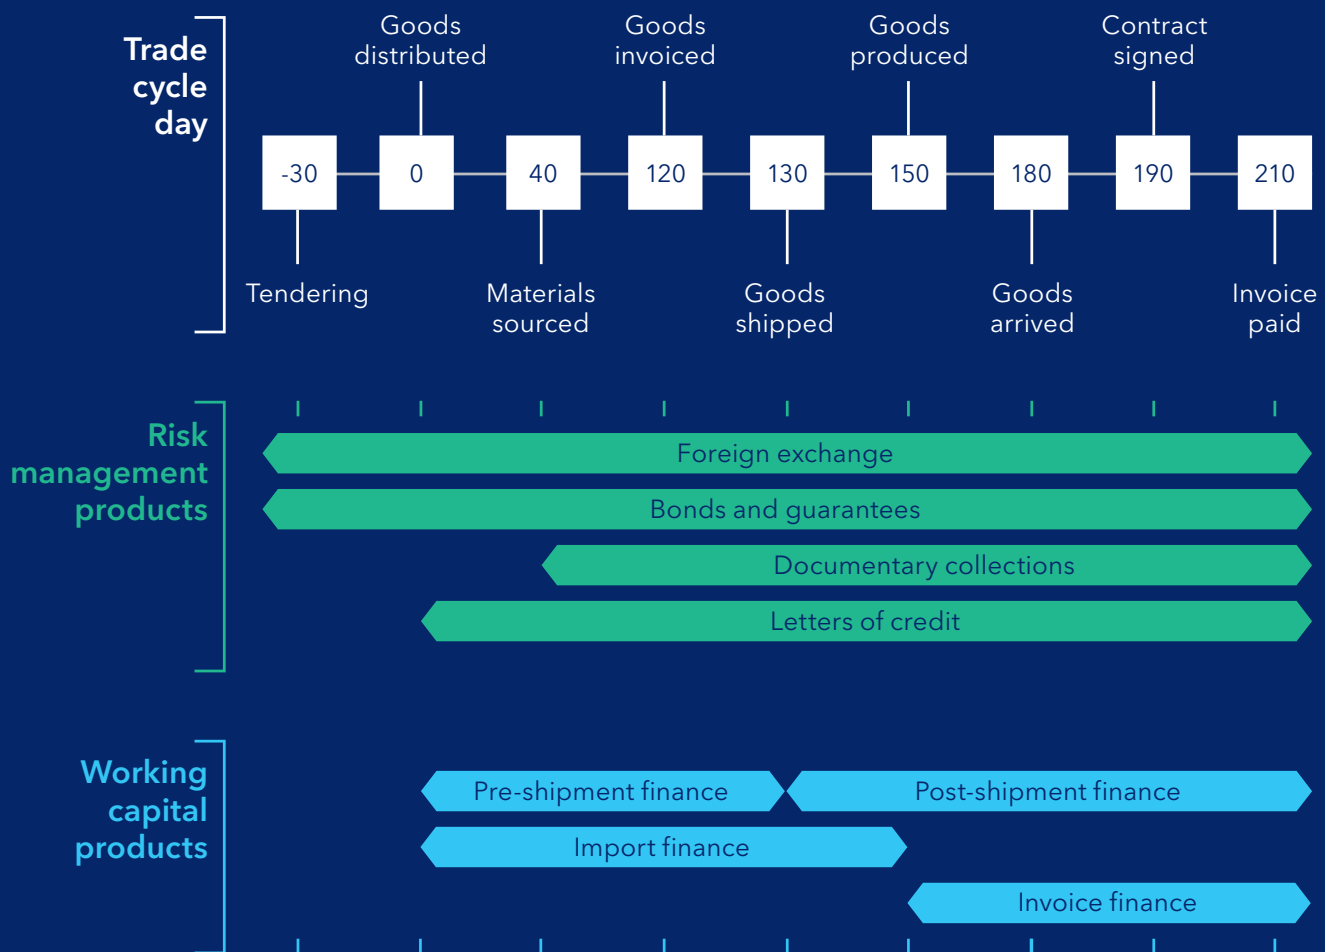 Trade
cycle
day
Goods
distributed
Goods
invoiced
Goods
produced
Contract
signed
-30
0
40
120
130
150
180
190
210
Tendering
Materials
sourced
Goods
shipped
Goods
arrived
Invoice
paid
Risk
management
products
Foreign exchange
Bonds and guarantees
Documentary collections
Letters of credit
Working
capital
products
Pre-shipment finance
Post-shipment finance
Import finance
Invoice finance